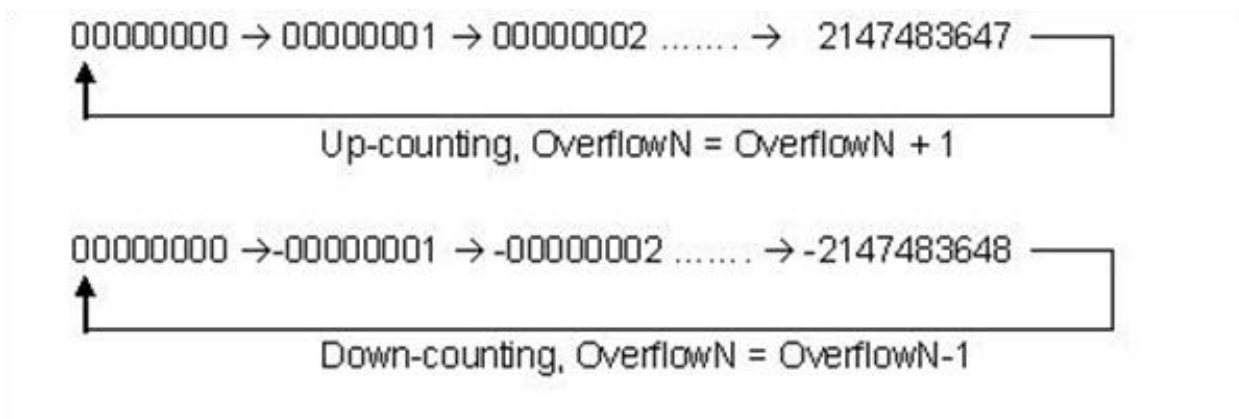 00000000 → 00000001 → 00000002 ....... → 2147483647
Up-counting, OverflowN = OverflowN + 1
00000000 →-00000001 → -00000002 ....... → -2147483648
Down-counting, OverflowN = OverflowN-1